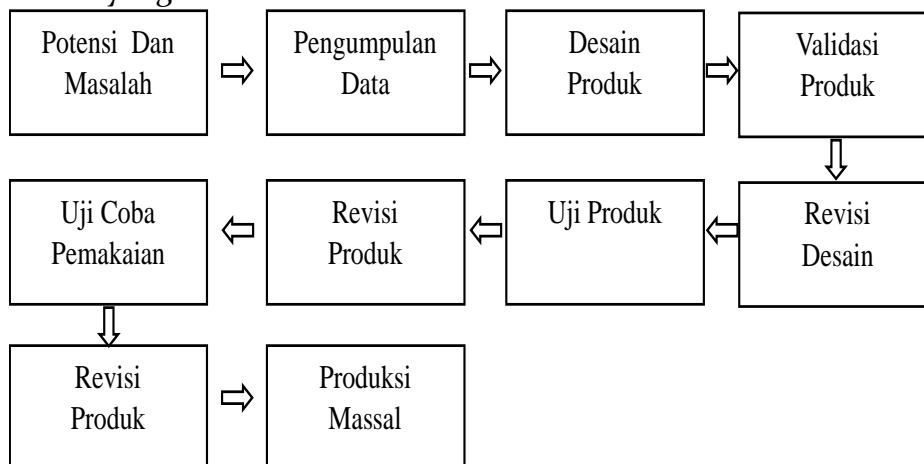 Potensi Dan
Masalah
Pengumpulan
Data
Desain
Produk
Validasi
Produk
Revisi
Desain
Uji Produk
Revisi
Produk
Uji Coba
Pemakaian
Revisi
Produk
Produksi
Massal